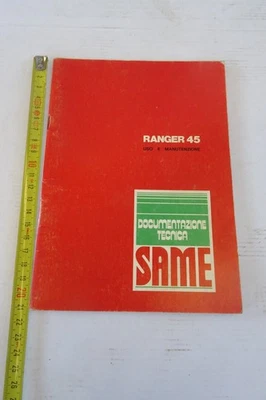 RANGER 45
USO E MANUTENZIONE
DOCUMENTAZIONE
TECNICA
SAME